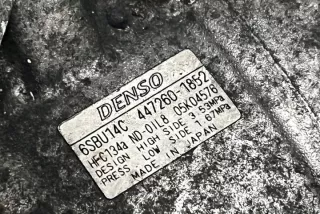 DENSO
6SBU14C 447260-1852
HFC134a ND-OIL8 05K04576
DESIGN HIGH SIDE 3.53MPa
PRESS LOW SIDE 1.67MPa
MADE IN JAPAN